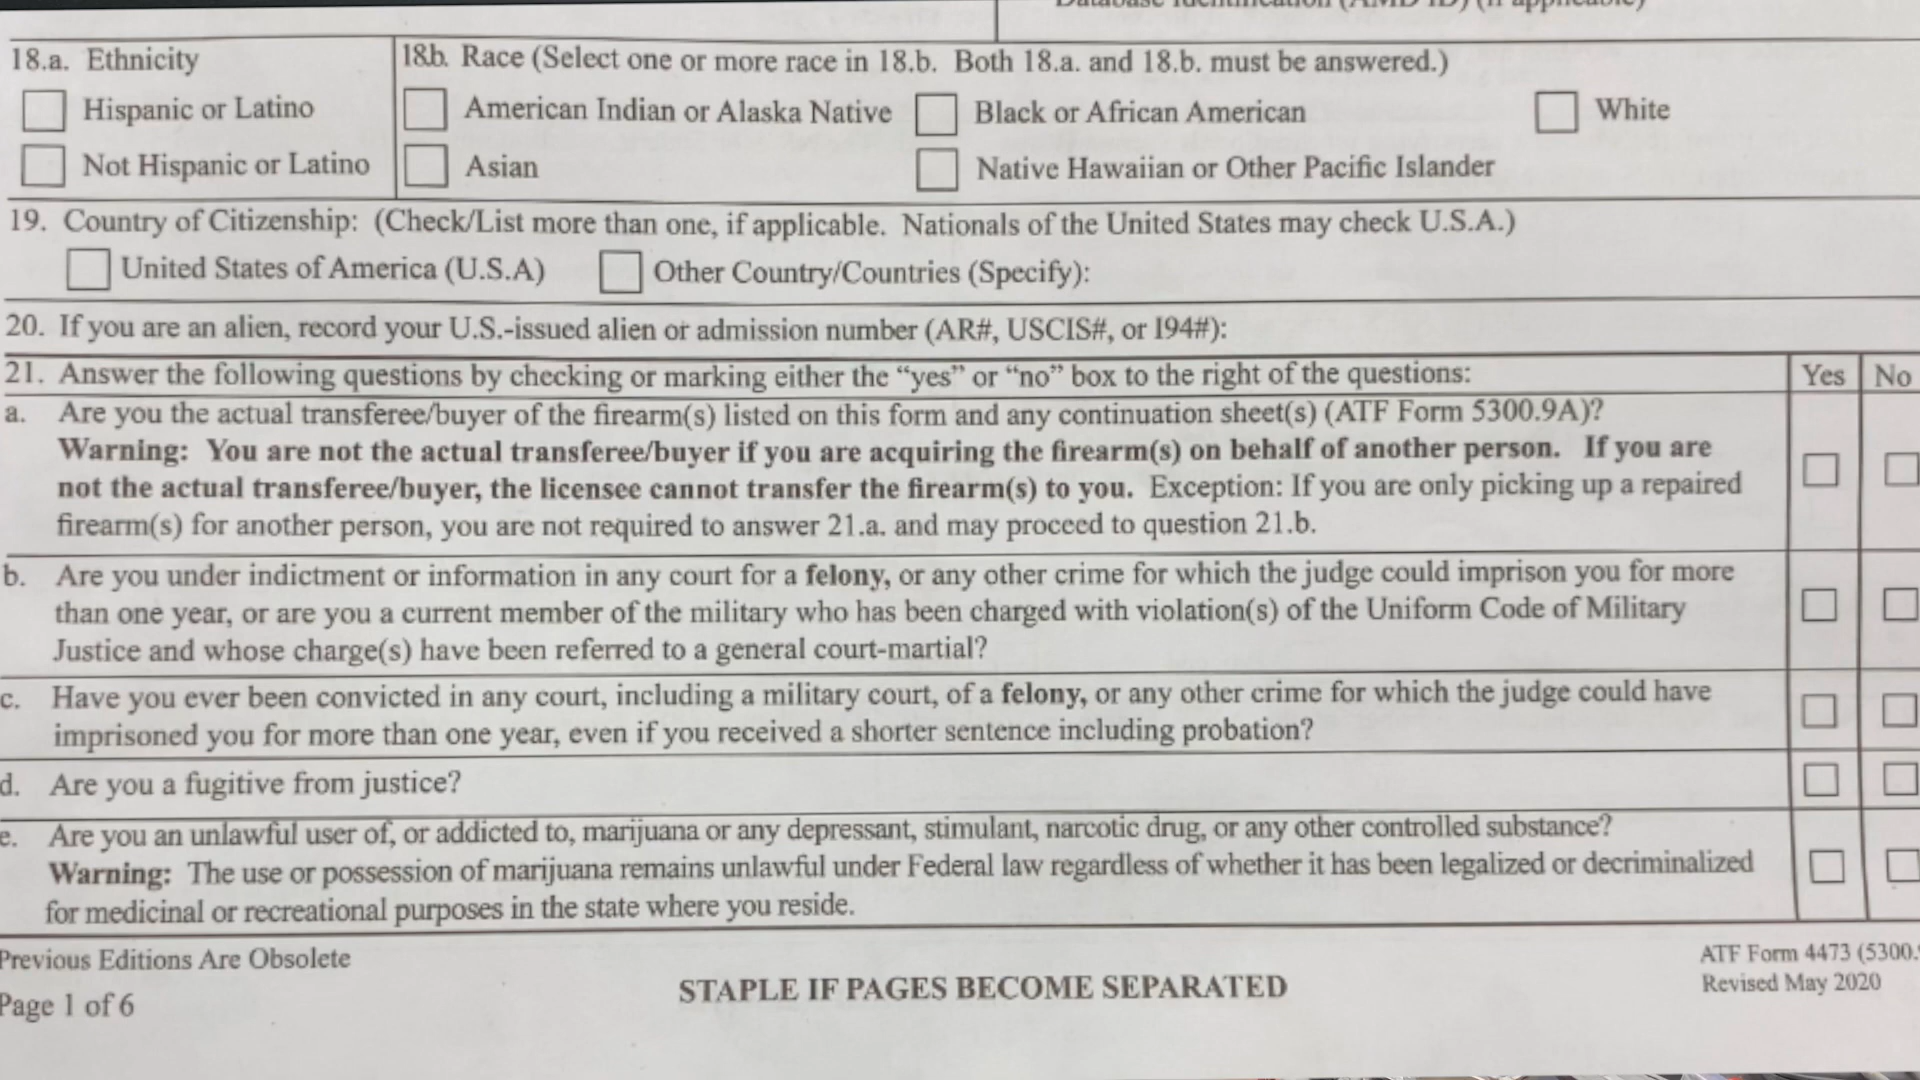 Database Identification (AMD ID) (if applicable)
18.a. Ethnicity
18.b. Race (Select one or more race in 18.b. Both 18.a. and 18.b. must be answered.)
Hispanic or Latino
American Indian or Alaska Native
Black or African American
White
Not Hispanic or Latino
Asian
Native Hawaiian or Other Pacific Islander
19. Country of Citizenship: (Check/List more than one, if applicable. Nationals of the United States may check U.S.A.)
United States of America (U.S.A)
Other Country/Countries (Specify):
20. If you are an alien, record your U.S.-issued alien or admission number (AR#, USCIS#, or I94#):
21. Answer the following questions by checking or marking either the “yes” or “no” box to the right of the questions:
Yes
No
a. Are you the actual transferee/buyer of the firearm(s) listed on this form and any continuation sheet(s) (ATF Form 5300.9A)?
Warning: You are not the actual transferee/buyer if you are acquiring the firearm(s) on behalf of another person. If you are
not the actual transferee/buyer, the licensee cannot transfer the firearm(s) to you. Exception: If you are only picking up a repaired
firearm(s) for another person, you are not required to answer 21.a. and may proceed to question 21.b.
b. Are you under indictment or information in any court for a felony, or any other crime for which the judge could imprison you for more
than one year, or are you a current member of the military who has been charged with violation(s) of the Uniform Code of Military
Justice and whose charge(s) have been referred to a general court-martial?
c. Have you ever been convicted in any court, including a military court, of a felony, or any other crime for which the judge could have
imprisoned you for more than one year, even if you received a shorter sentence including probation?
d. Are you a fugitive from justice?
e. Are you an unlawful user of, or addicted to, marijuana or any depressant, stimulant, narcotic drug, or any other controlled substance?
Warning: The use or possession of marijuana remains unlawful under Federal law regardless of whether it has been legalized or decriminalized
for medicinal or recreational purposes in the state where you reside.
Previous Editions Are Obsolete
Page 1 of 6
STAPLE IF PAGES BECOME SEPARATED
ATF Form 4473 (5300.
Revised May 2020